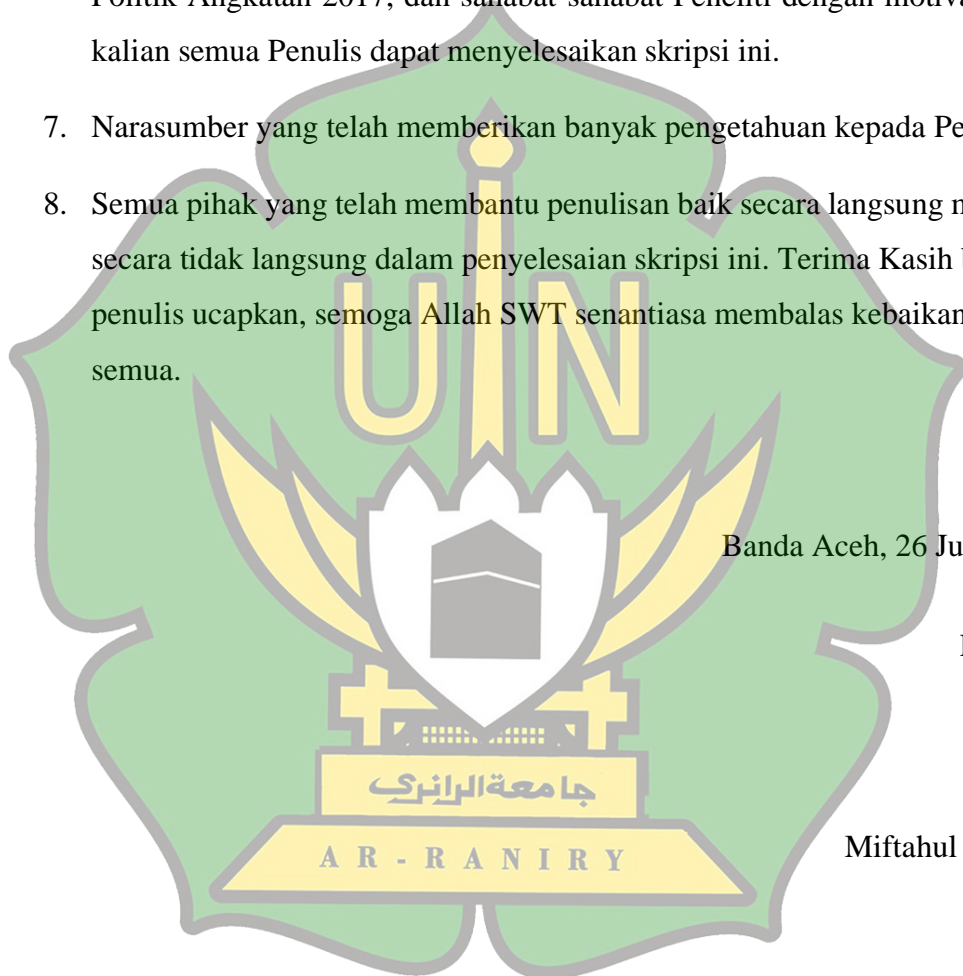 Politik Angkatan 2017, dan sahabat-sahabat Peneliti dengan
kalian semua Penulis dapat menyelesaikan skripsi ini.
7. Narasumber yang telah memberikan banyak pengetahuan kepada Pe
8. Semua pihak yang telah membantu penulisan baik secara langsung
secara tidak langsung dalam penyelesaian skripsi ini. Terima Kasih
penulis ucapkan, semoga Allah SWT senantiasa membalas kebaikan
semua.
UIN
Banda Aceh, 26 Ju
جامعة الرانري
AR-RANIRY
Miftahul